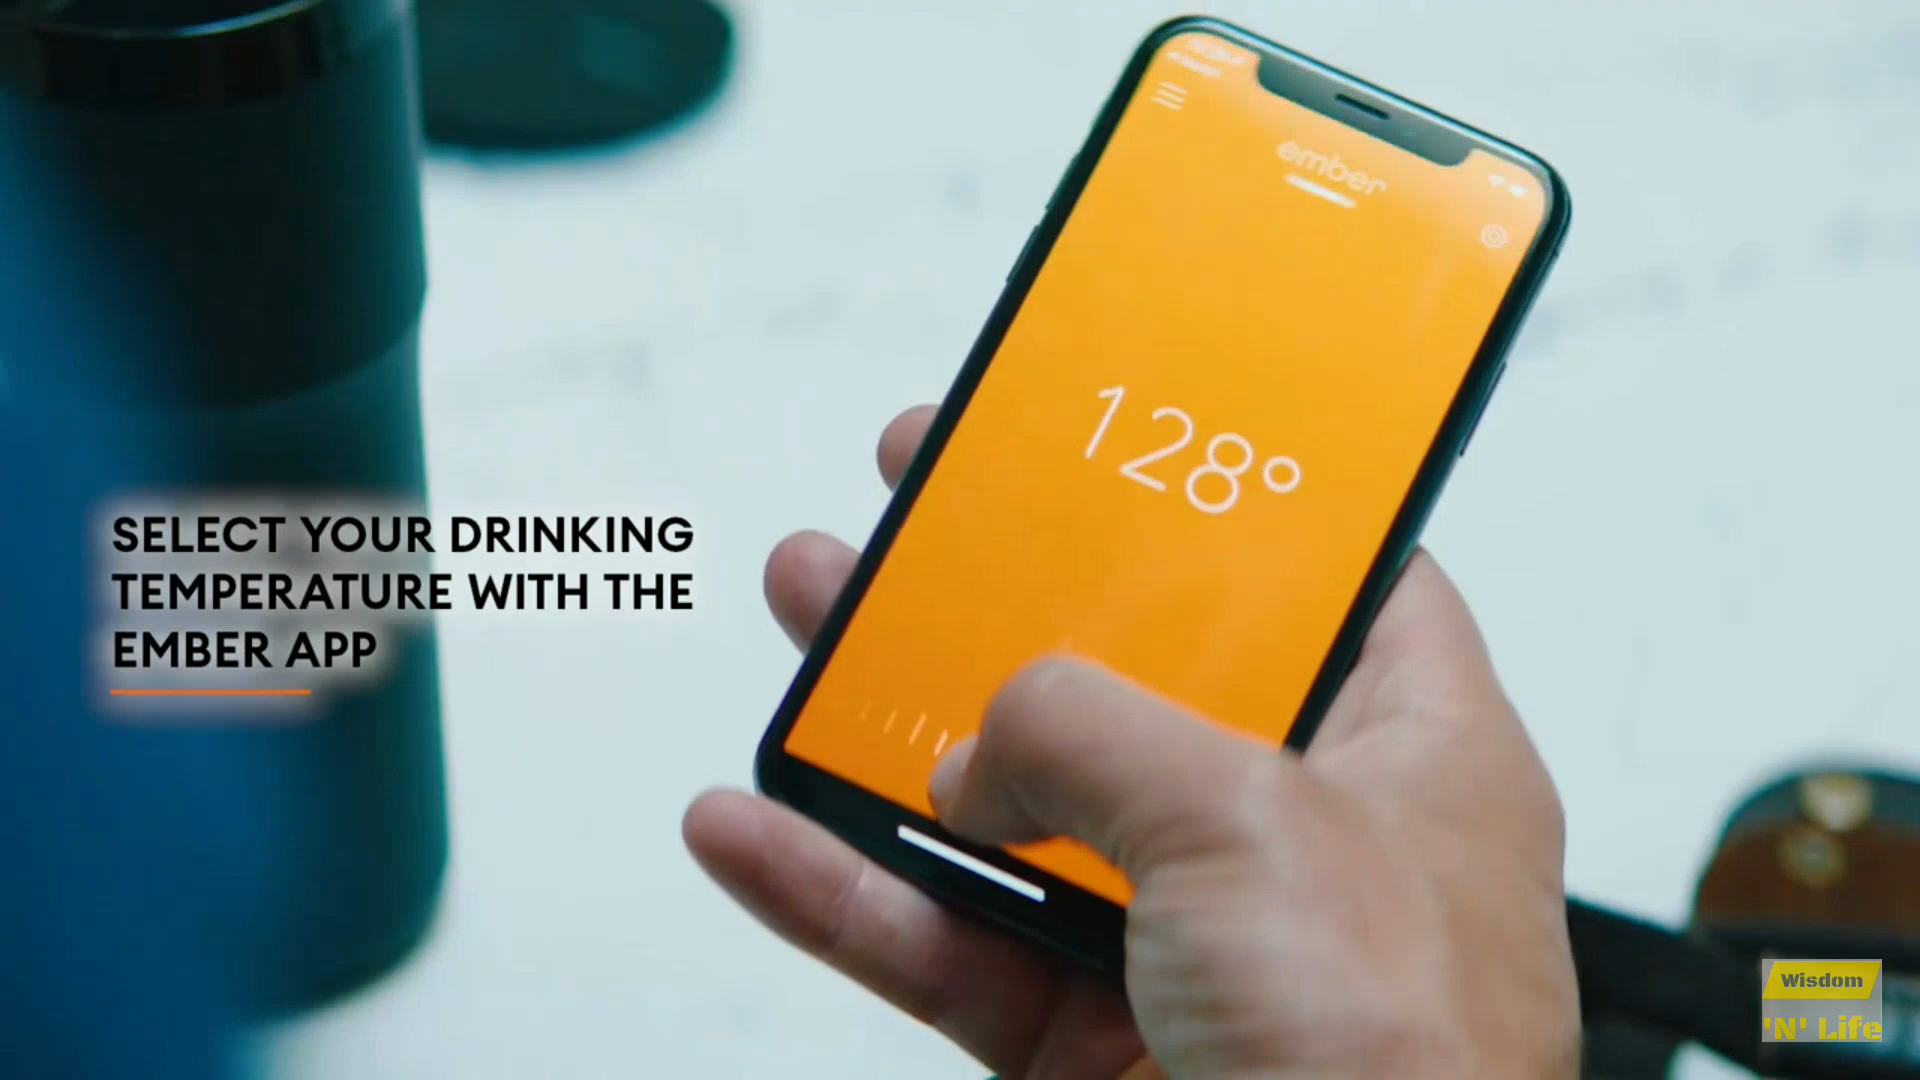 ember
128°
SELECT YOUR DRINKING
TEMPERATURE WITH THE
EMBER APP
Wisdom
'N' Life